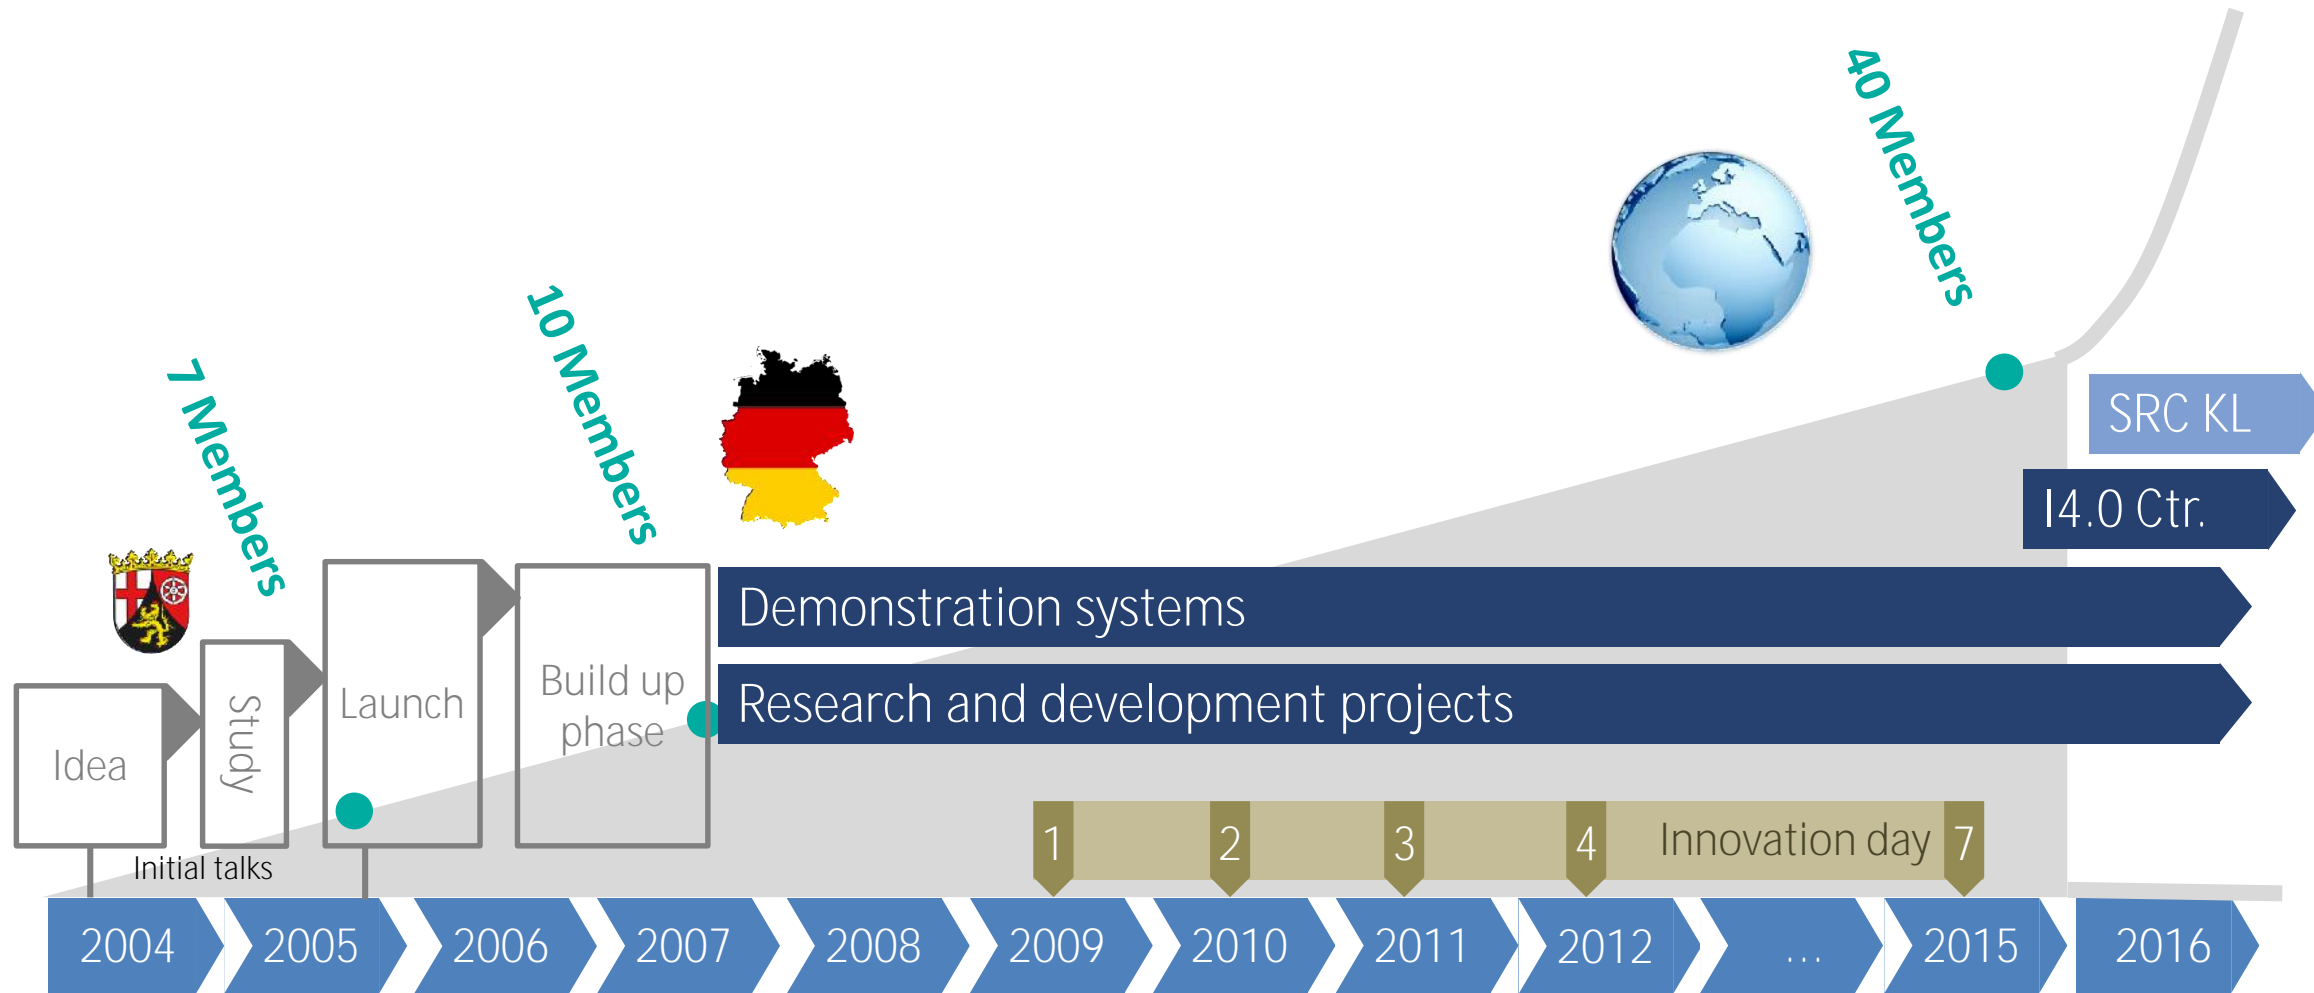 40 Members
10 Members
7 Members
SRC KL
I4.0 Ctr.
Demonstration systems
Research and development projects
Idea
Study
Launch
Build up
phase
Initial talks
1
2
3
4
Innovation day
7
2004
2005
2006
2007
2008
2009
2010
2011
2012
...
2015
2016